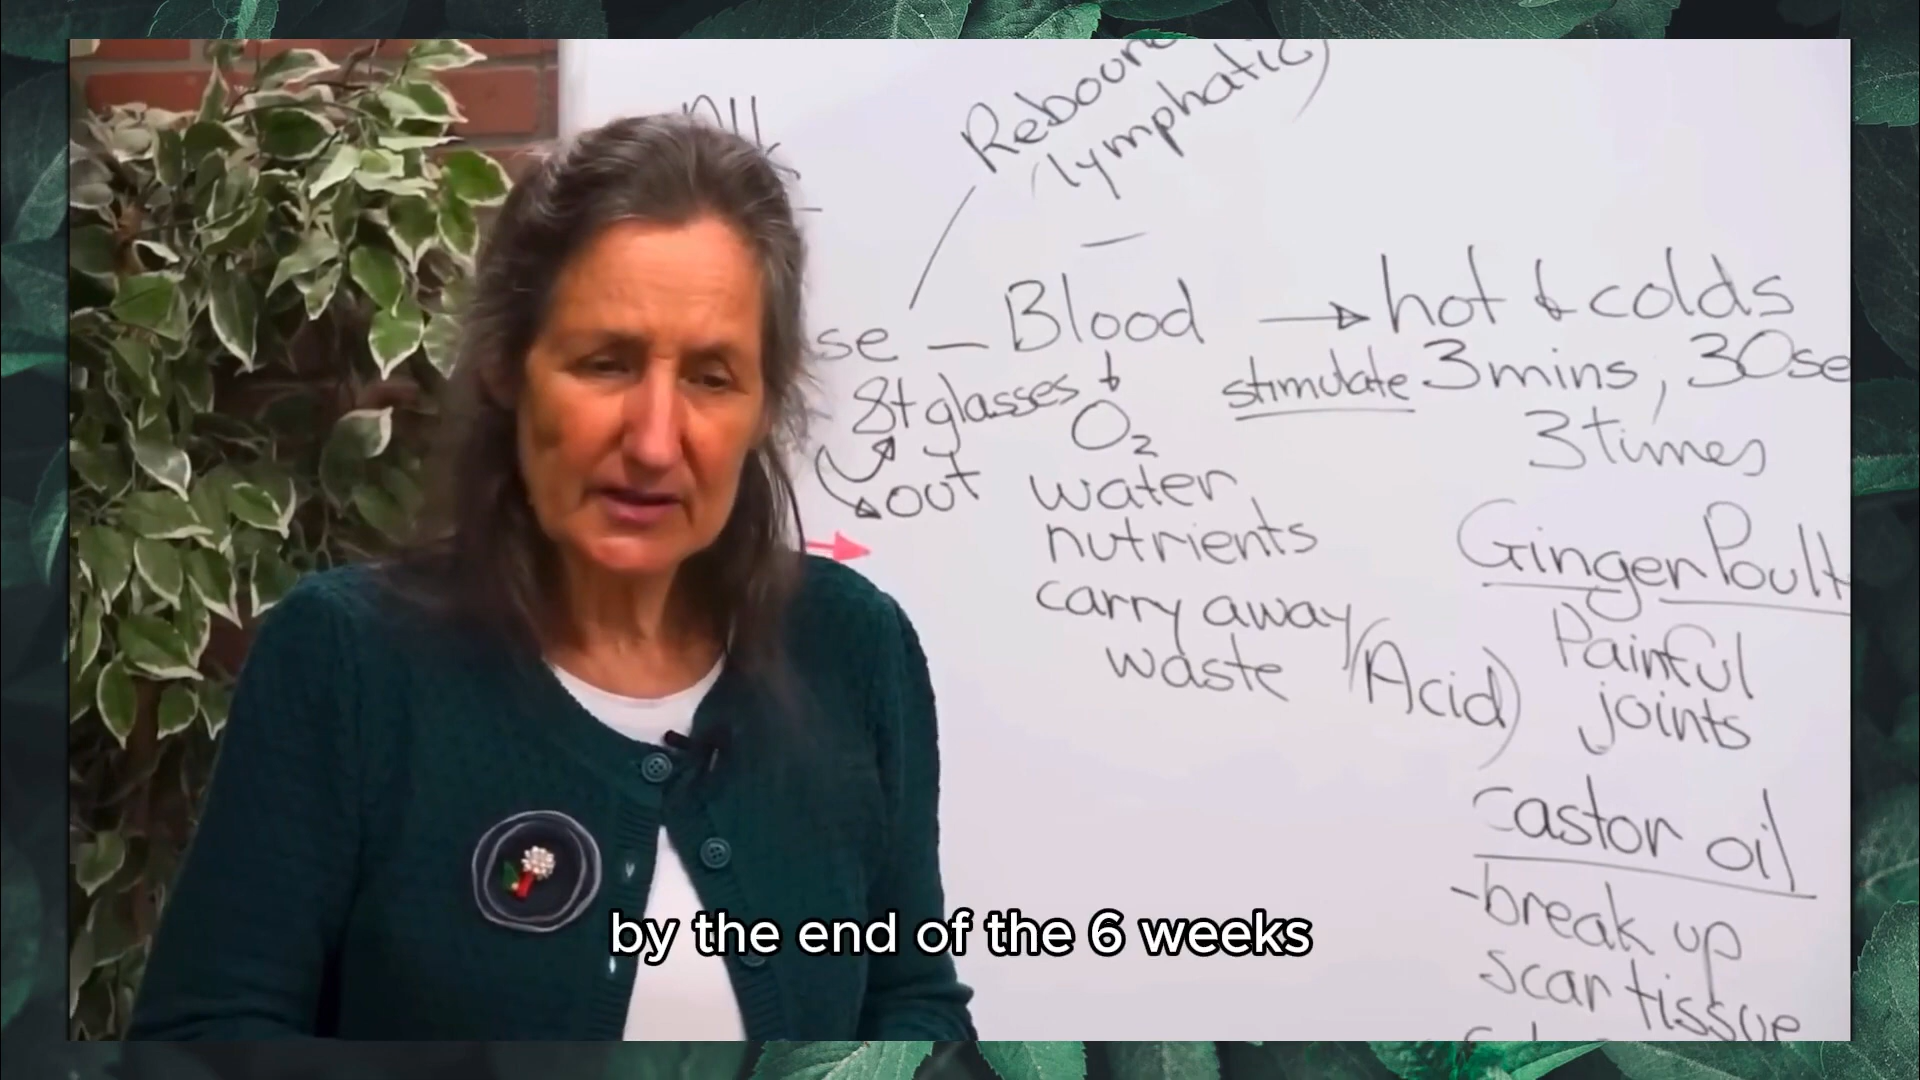 Rebound
(lymphatic)
se — Blood → hot & colds
8+ glasses
stimulate 3 mins, 30se
O2
3 times
out
water
nutrients
Ginger Poult
carry away
waste (Acid)
Painful
joints
castor oil
- break up
scar tissue
by the end of the 6 weeks